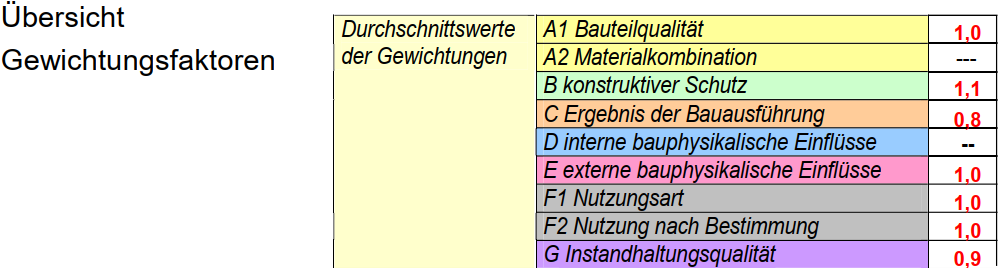 Übersicht
Gewichtungsfaktoren
Durchschnittswerte
der Gewichtungen
A1 Bauteilqualität 1,0
A2 Materialkombination ---
B konstruktiver Schutz 1,1
C Ergebnis der Bauausführung 0,8
D interne bauphysikalische Einflüsse --
E externe bauphysikalische Einflüsse 1,0
F1 Nutzungsart 1,0
F2 Nutzung nach Bestimmung 1,0
G Instandhaltungsqualität 0,9